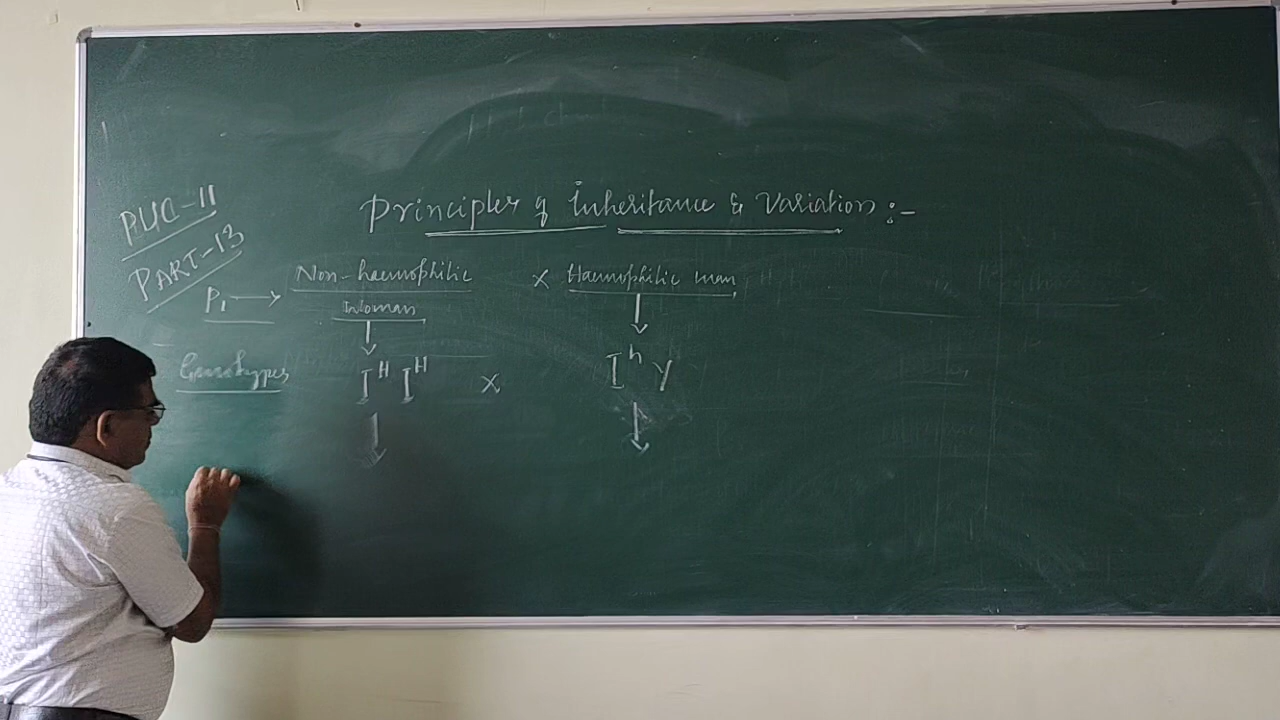 PUC-II
PART-13
Principles of Inheritance & Variation :-
P₁ → Non-haemophilic Woman × Haemophilic man
Genotypes I^H I^H × I^h Y